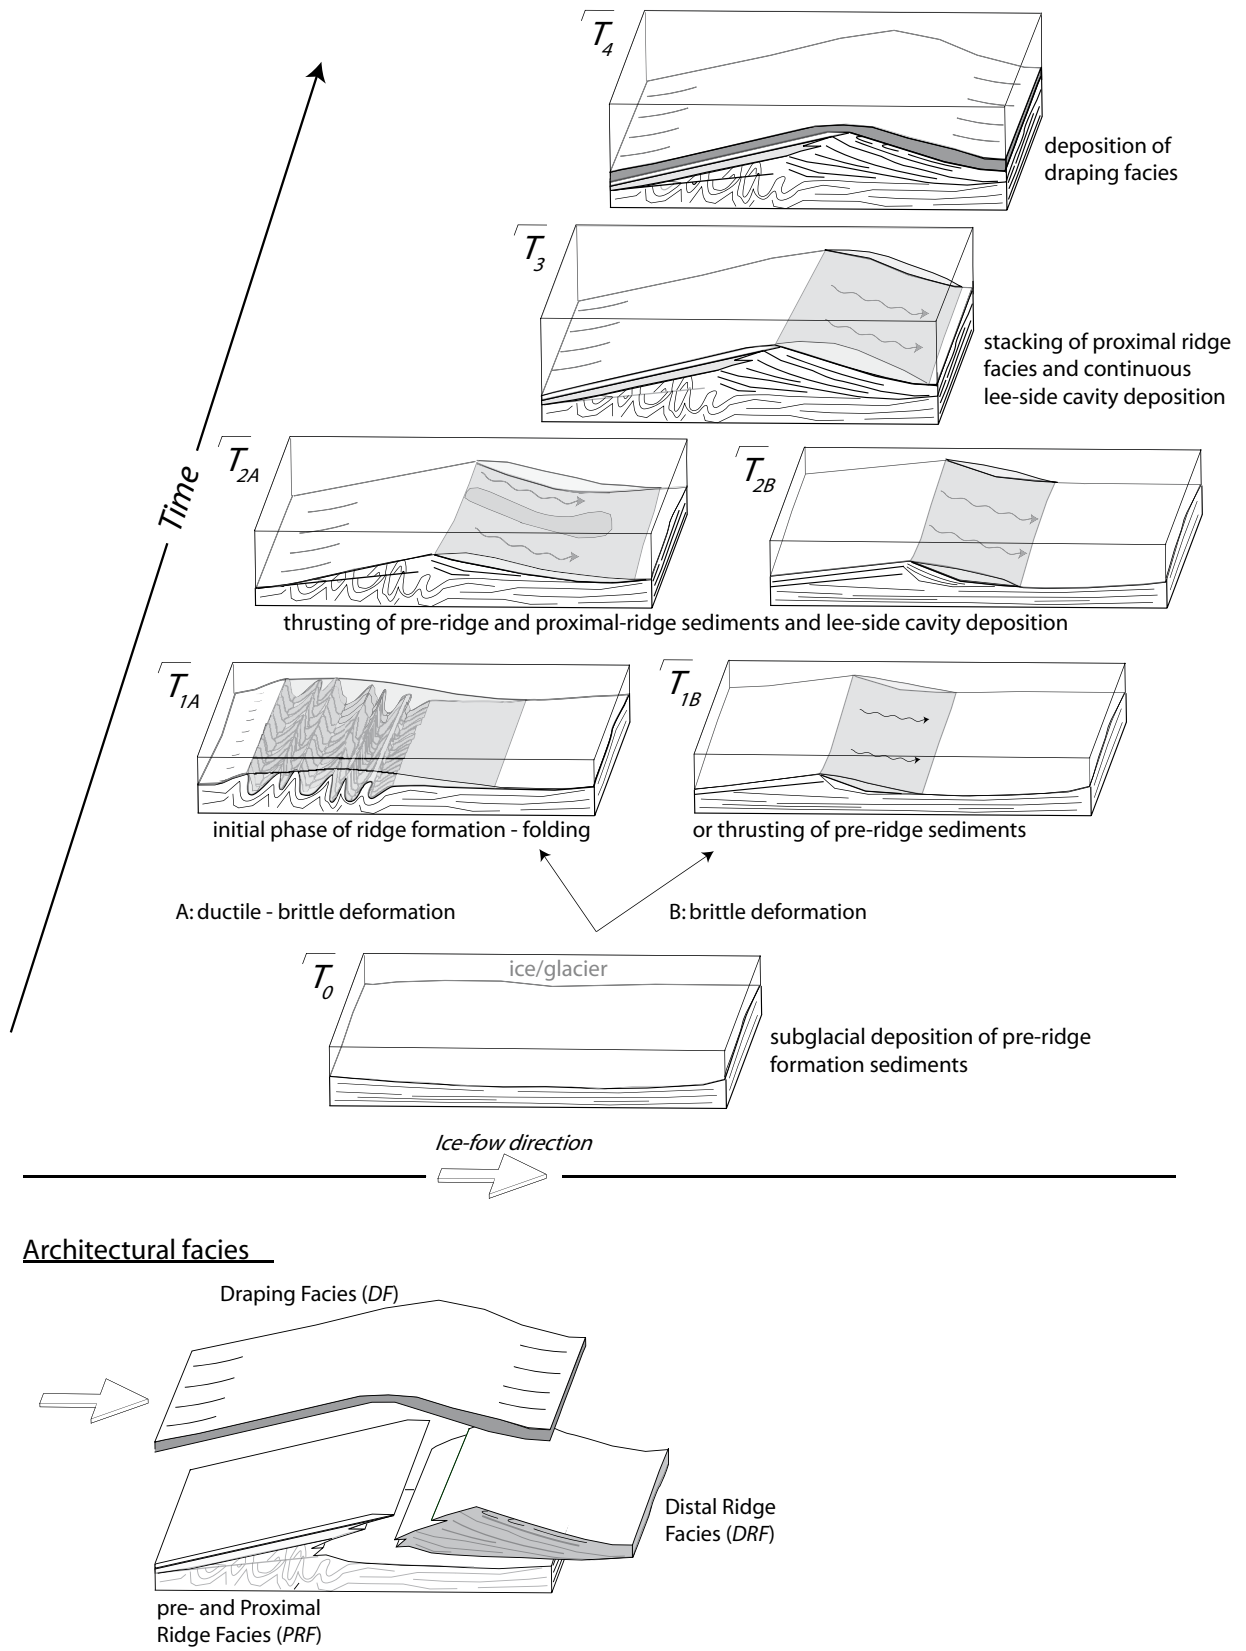 T4
deposition of
draping facies
T3
stacking of proximal ridge
facies and continuous
lee-side cavity deposition
Time
T2A
T2B
thrusting of pre-ridge and proximal-ridge sediments and lee-side cavity deposition
T1A
T1B
initial phase of ridge formation - folding
or thrusting of pre-ridge sediments
A: ductile - brittle deformation
B: brittle deformation
T0
ice/glacier
subglacial deposition of pre-ridge
formation sediments
Ice-fow direction
Architectural facies
Draping Facies (DF)
Distal Ridge
Facies (DRF)
pre- and Proximal
Ridge Facies (PRF)